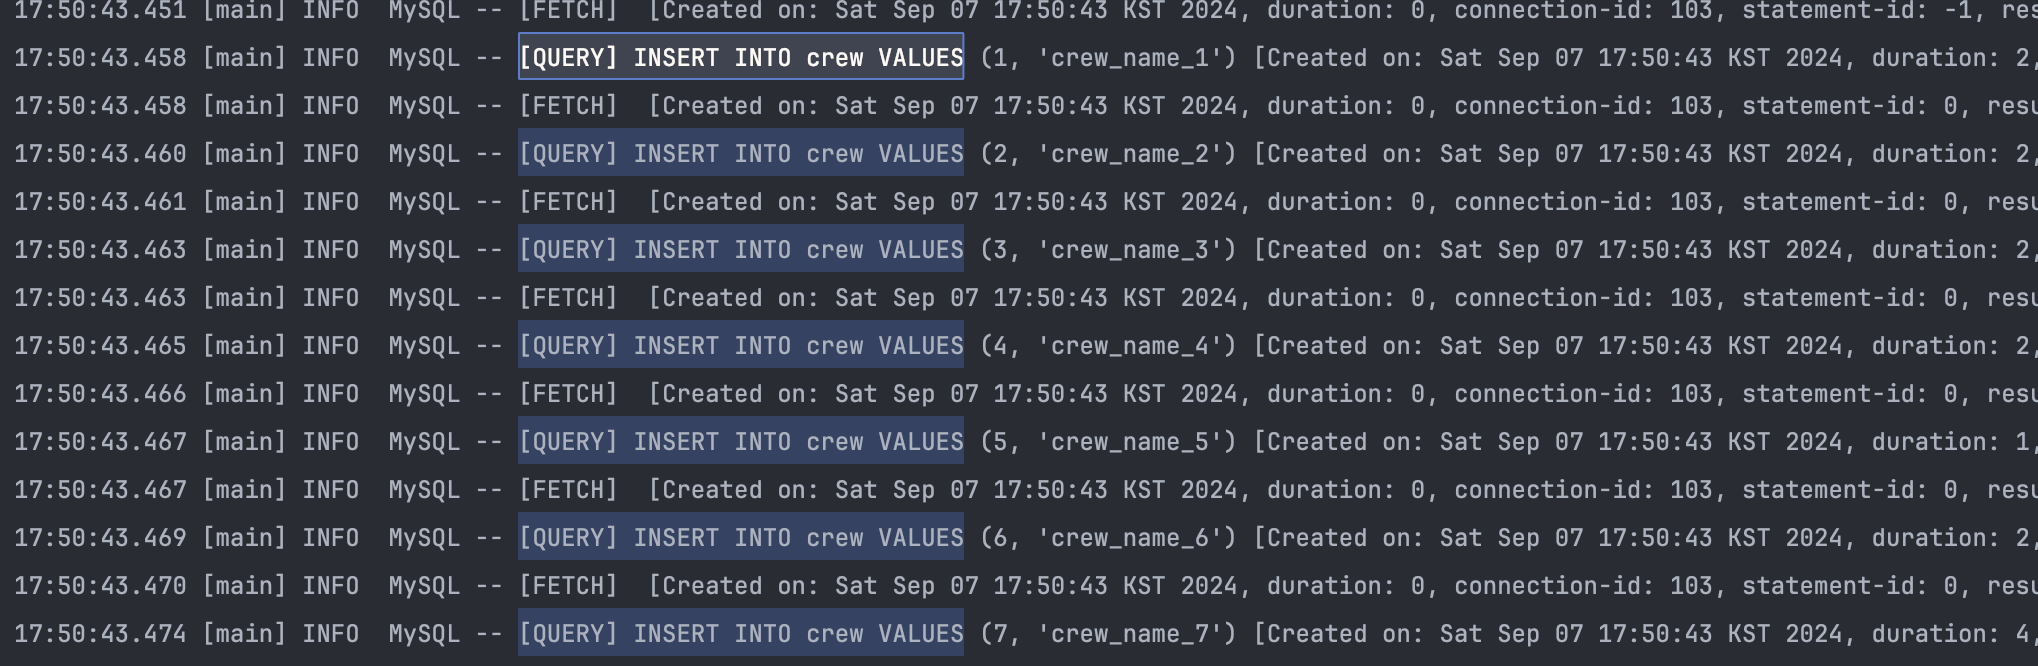 17:50:43.451 [main] INFO  MySQL -- [FETCH]  [Created on: Sat Sep 07 17:50:43 KST 2024, duration: 0, connection-id: 103, statement-id: -1, res
17:50:43.458 [main] INFO  MySQL -- [QUERY] INSERT INTO crew VALUES (1, 'crew_name_1') [Created on: Sat Sep 07 17:50:43 KST 2024, duration: 2,
17:50:43.458 [main] INFO  MySQL -- [FETCH]  [Created on: Sat Sep 07 17:50:43 KST 2024, duration: 0, connection-id: 103, statement-id: 0, resu
17:50:43.460 [main] INFO  MySQL -- [QUERY] INSERT INTO crew VALUES (2, 'crew_name_2') [Created on: Sat Sep 07 17:50:43 KST 2024, duration: 2,
17:50:43.461 [main] INFO  MySQL -- [FETCH]  [Created on: Sat Sep 07 17:50:43 KST 2024, duration: 0, connection-id: 103, statement-id: 0, resu
17:50:43.463 [main] INFO  MySQL -- [QUERY] INSERT INTO crew VALUES (3, 'crew_name_3') [Created on: Sat Sep 07 17:50:43 KST 2024, duration: 2,
17:50:43.463 [main] INFO  MySQL -- [FETCH]  [Created on: Sat Sep 07 17:50:43 KST 2024, duration: 0, connection-id: 103, statement-id: 0, resu
17:50:43.465 [main] INFO  MySQL -- [QUERY] INSERT INTO crew VALUES (4, 'crew_name_4') [Created on: Sat Sep 07 17:50:43 KST 2024, duration: 2,
17:50:43.466 [main] INFO  MySQL -- [FETCH]  [Created on: Sat Sep 07 17:50:43 KST 2024, duration: 0, connection-id: 103, statement-id: 0, resu
17:50:43.467 [main] INFO  MySQL -- [QUERY] INSERT INTO crew VALUES (5, 'crew_name_5') [Created on: Sat Sep 07 17:50:43 KST 2024, duration: 1,
17:50:43.467 [main] INFO  MySQL -- [FETCH]  [Created on: Sat Sep 07 17:50:43 KST 2024, duration: 0, connection-id: 103, statement-id: 0, resu
17:50:43.469 [main] INFO  MySQL -- [QUERY] INSERT INTO crew VALUES (6, 'crew_name_6') [Created on: Sat Sep 07 17:50:43 KST 2024, duration: 2,
17:50:43.470 [main] INFO  MySQL -- [FETCH]  [Created on: Sat Sep 07 17:50:43 KST 2024, duration: 0, connection-id: 103, statement-id: 0, resu
17:50:43.474 [main] INFO  MySQL -- [QUERY] INSERT INTO crew VALUES (7, 'crew_name_7') [Created on: Sat Sep 07 17:50:43 KST 2024, duration: 4,